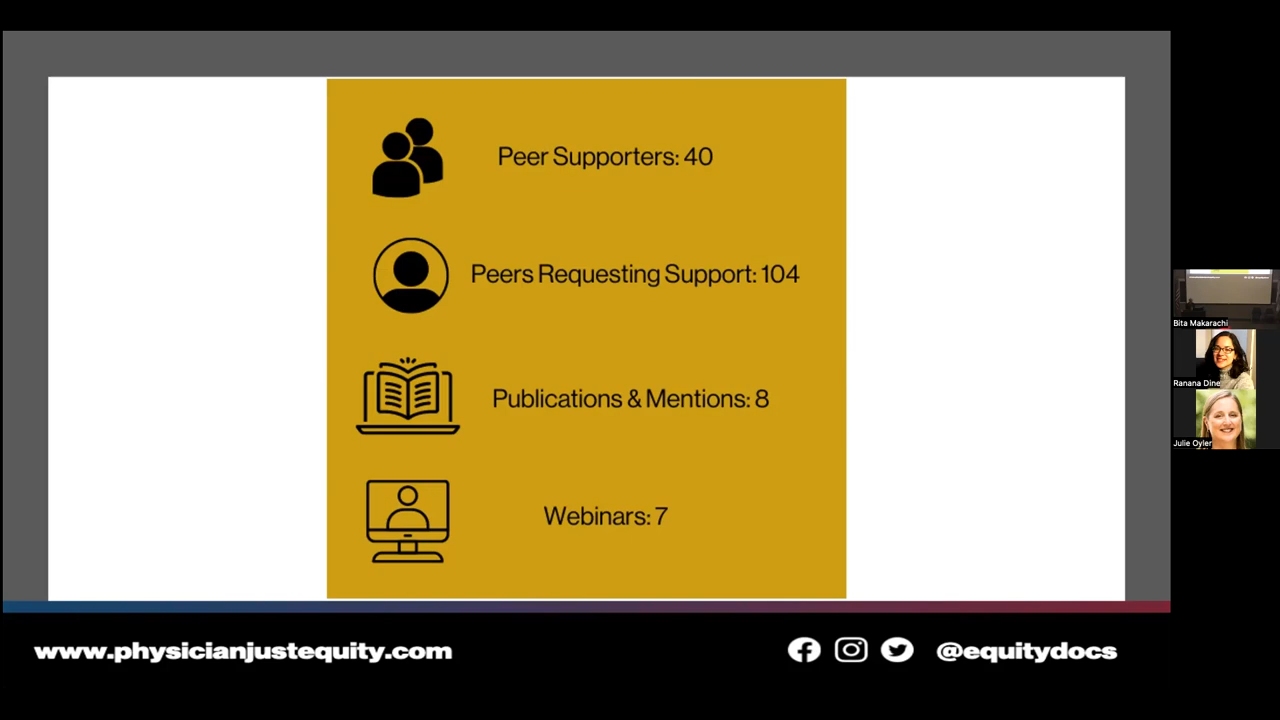 Peer Supporters: 40
Peers Requesting Support: 104
Publications & Mentions: 8
Webinars: 7
Bita Makarachi
Ranana Dine
Julie Oyler
www.physicianjustequity.com
@equitydocs